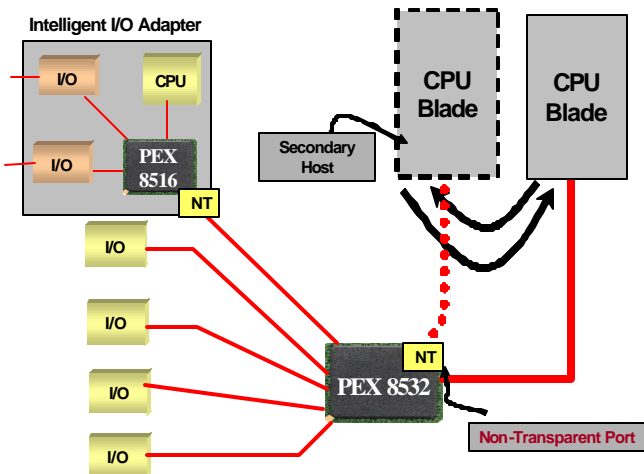 Intelligent I/O Adapter
I/O
CPU
I/O
PEX
8516
NT
CPU
Blade
CPU
Blade
Secondary
Host
I/O
I/O
I/O
I/O
NT
PEX 8532
Non-Transparent Port